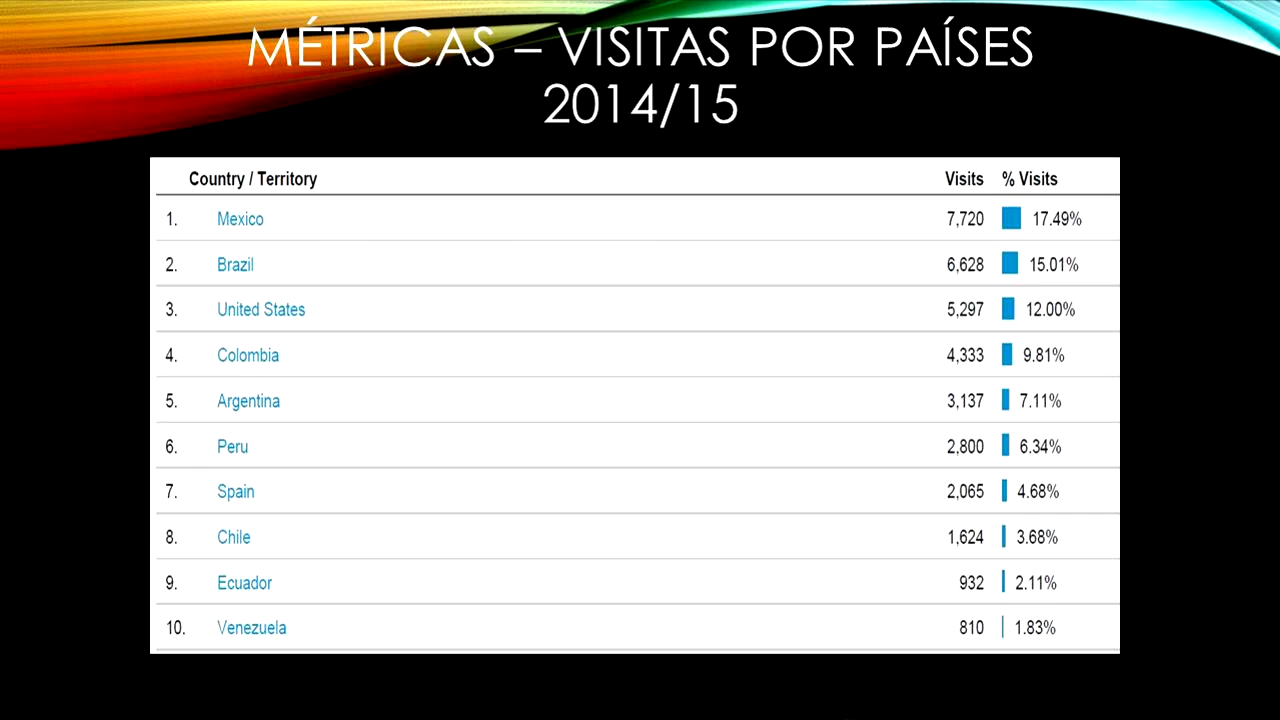 MÉTRICAS – VISITAS POR PAÍSES
2014/15
Country / Territory Visits % Visits
1. Mexico 7,720 17.49%
2. Brazil 6,628 15.01%
3. United States 5,297 12.00%
4. Colombia 4,333 9.81%
5. Argentina 3,137 7.11%
6. Peru 2,800 6.34%
7. Spain 2,065 4.68%
8. Chile 1,624 3.68%
9. Ecuador 932 2.11%
10. Venezuela 810 1.83%